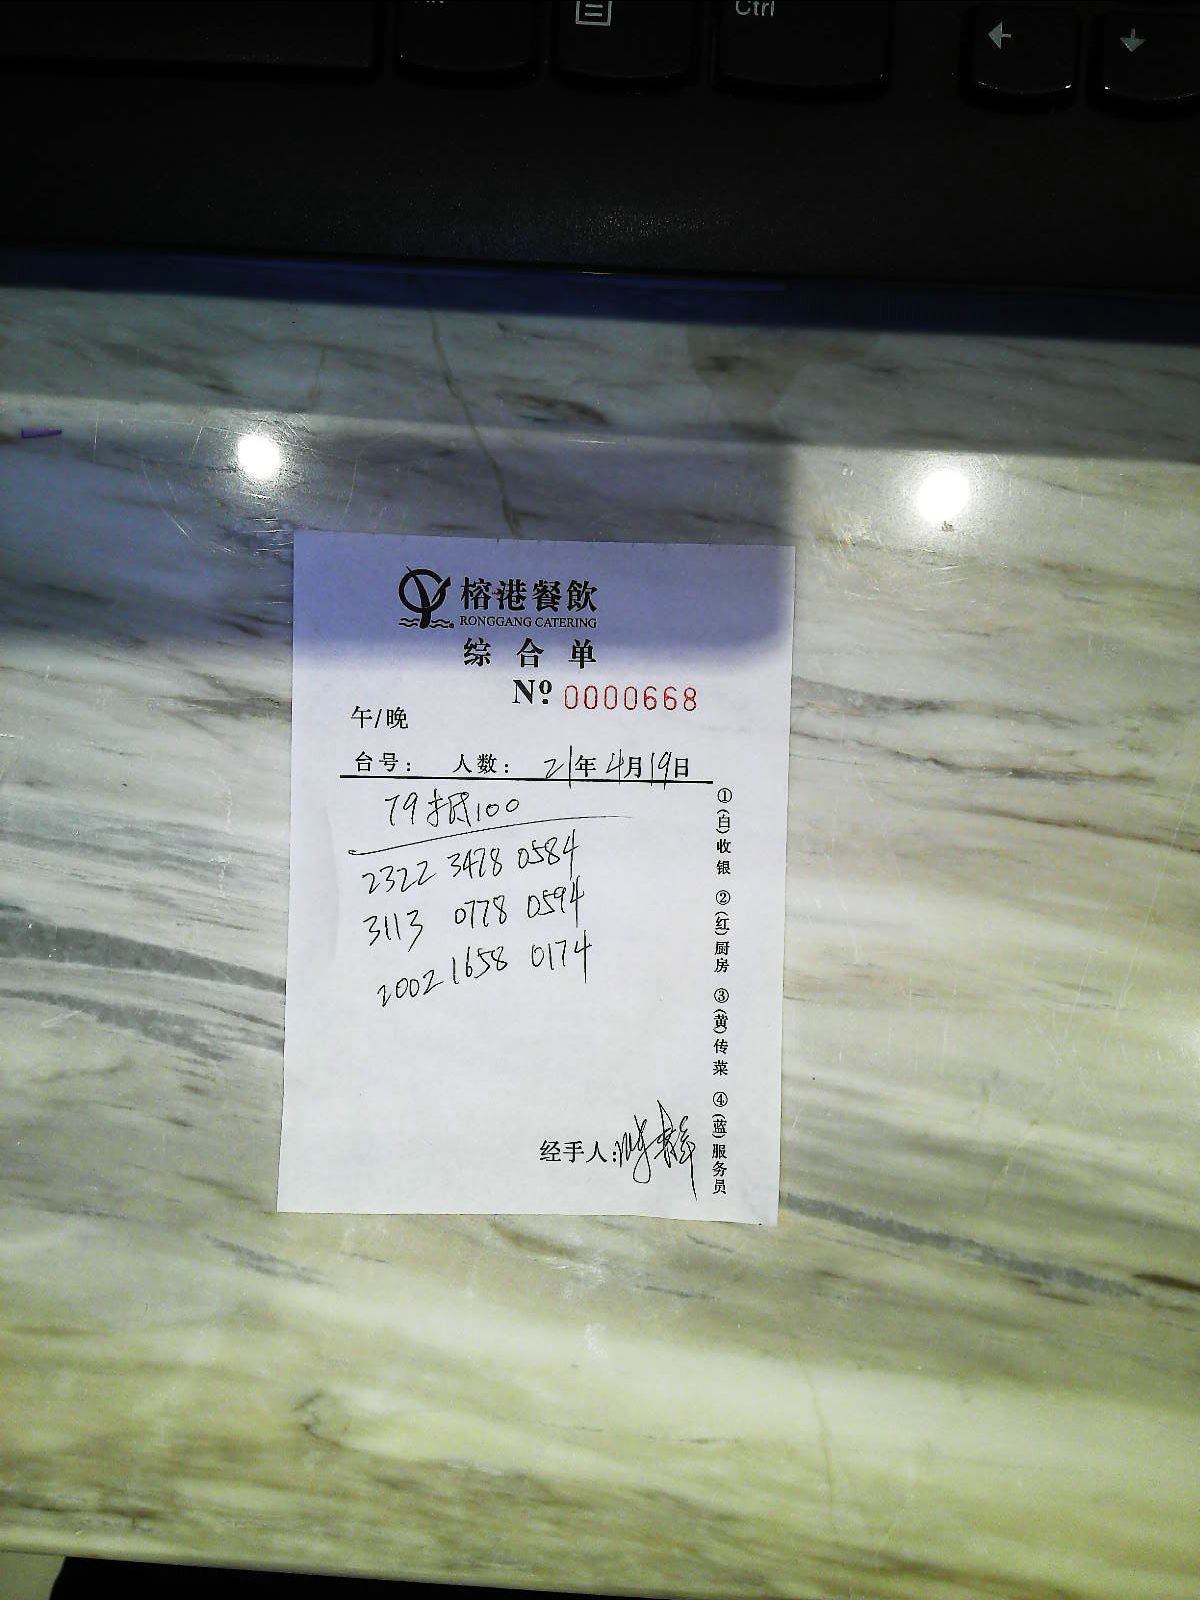 Ctrl
榕港餐飲
RONGGANG CATERING
综合单
Nº 0000668
午/晚
台号： 人数： 21年4月19日
79抵100
2322 3478 0584
3113 0778 0594
2002 1658 0174
经手人:
①(白)收银 ②(红)厨房 ③(黄)传菜 ④(蓝)服务员